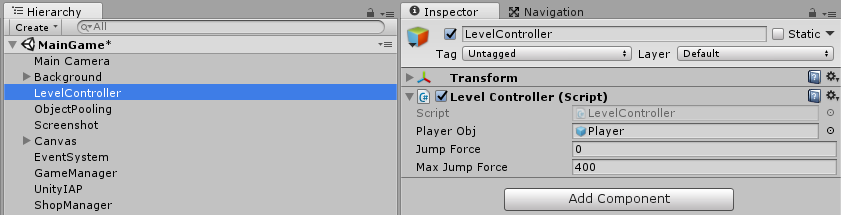 Hierarchy
Create
All
MainGame*
Main Camera
Background
LevelController
ObjectPooling
Screenshot
Canvas
EventSystem
GameManager
UnityIAP
ShopManager
Inspector Navigation
LevelController Static
Tag Untagged Layer Default
Transform
Level Controller (Script)
Script LevelController
Player Obj Player
Jump Force 0
Max Jump Force 400
Add Component